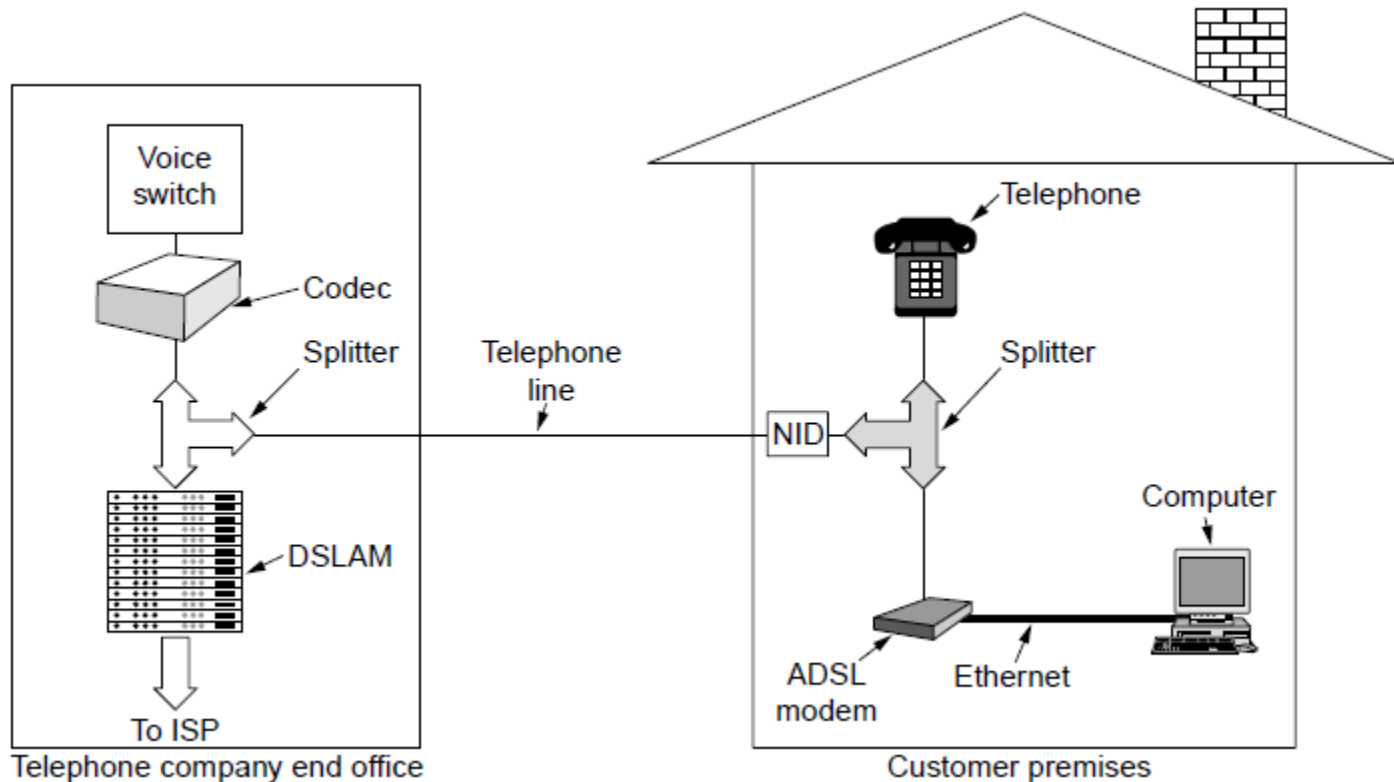 Voice
switch
Codec
Splitter
DSLAM
To ISP
Telephone company end office
Telephone
line
NID
Telephone
Splitter
Computer
ADSL
modem
Ethernet
Customer premises